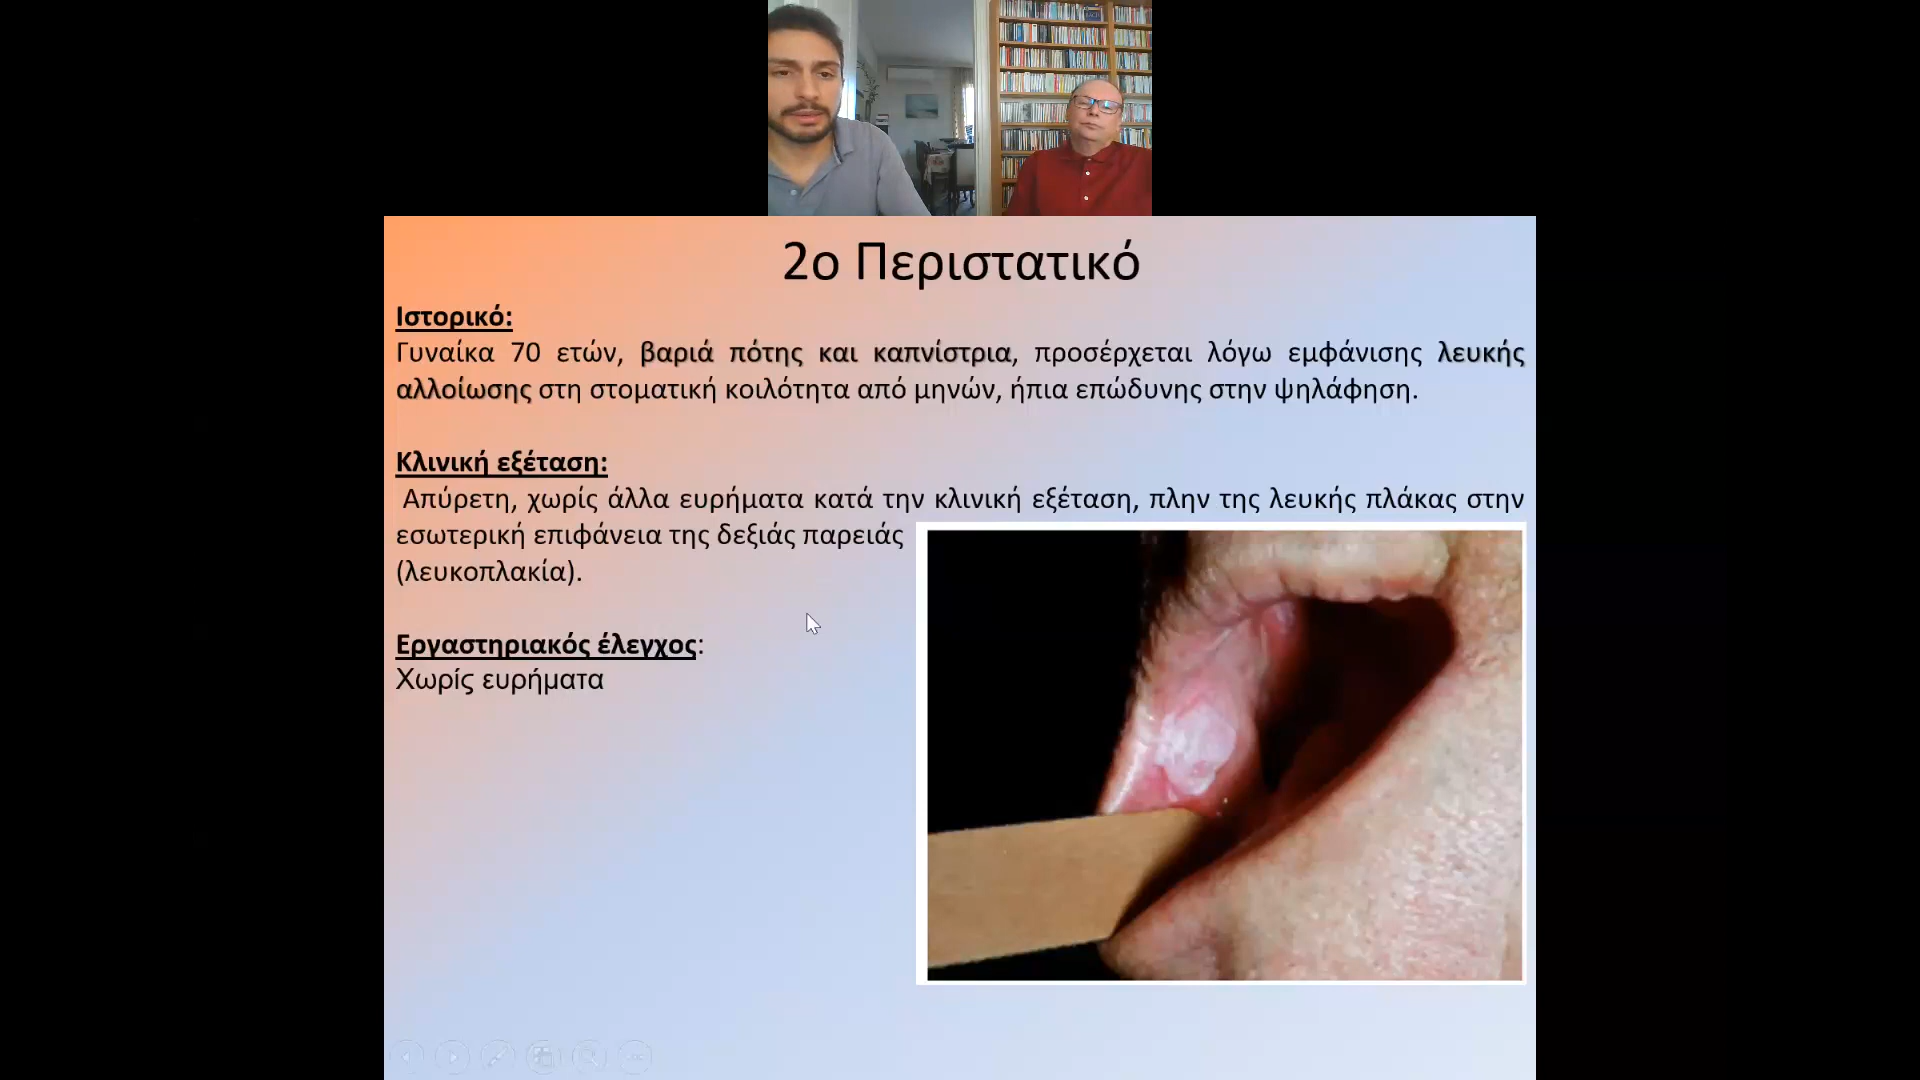 2ο Περιστατικό
Ιστορικό:
Γυναίκα 70 ετών, βαριά πότης και καπνίστρια, προσέρχεται λόγω εμφάνισης λευκής
αλλοίωσης στη στοματική κοιλότητα από μηνών, ήπια επώδυνης στην ψηλάφηση.
Κλινική εξέταση:
Απύρετη, χωρίς άλλα ευρήματα κατά την κλινική εξέταση, πλην της λευκής πλάκας στην
εσωτερική επιφάνεια της δεξιάς παρειάς
(λευκοπλακία).
Εργαστηριακός έλεγχος:
Χωρίς ευρήματα